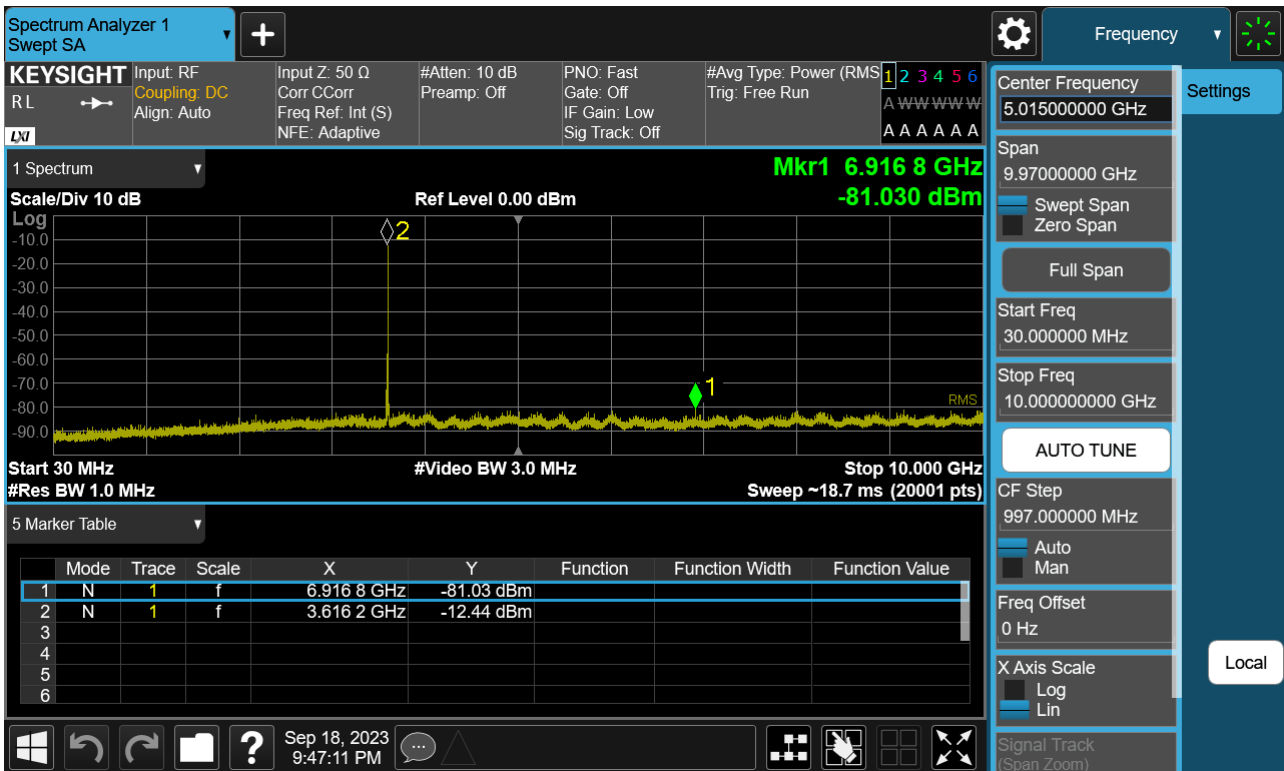 Spectrum Analyzer 1
Swept SA
Frequency
KEYSIGHT
R L
LXI
Input: RF
Coupling: DC
Align: Auto
Input Z: 50 Ω
Corr CCorr
Freq Ref: Int (S)
NFE: Adaptive
#Atten: 10 dB
Preamp: Off
PNO: Fast
Gate: Off
IF Gain: Low
Sig Track: Off
#Avg Type: Power (RMS
Trig: Free Run
1 2 3 4 5 6
A W W W W W
A A A A A A
1 Spectrum
Scale/Div 10 dB
Ref Level 0.00 dBm
Mkr1 6.916 8 GHz
-81.030 dBm
Log
-10.0
-20.0
-30.0
-40.0
-50.0
-60.0
-70.0
-80.0
-90.0
2
1
RMS
Start 30 MHz
#Video BW 3.0 MHz
Stop 10.000 GHz
#Res BW 1.0 MHz
Sweep ~18.7 ms (20001 pts)
5 Marker Table
Mode Trace Scale X Y Function Function Width Function Value
1 N 1 f 6.916 8 GHz -81.03 dBm
2 N 1 f 3.616 2 GHz -12.44 dBm
3
4
5
6
Sep 18, 2023
9:47:11 PM
?
Center Frequency
5.015000000 GHz
Settings
Span
9.97000000 GHz
Swept Span
Zero Span
Full Span
Start Freq
30.000000 MHz
Stop Freq
10.000000000 GHz
AUTO TUNE
CF Step
997.000000 MHz
Auto
Man
Freq Offset
0 Hz
X Axis Scale
Log
Lin
Local
Signal Track
(Span Zoom)